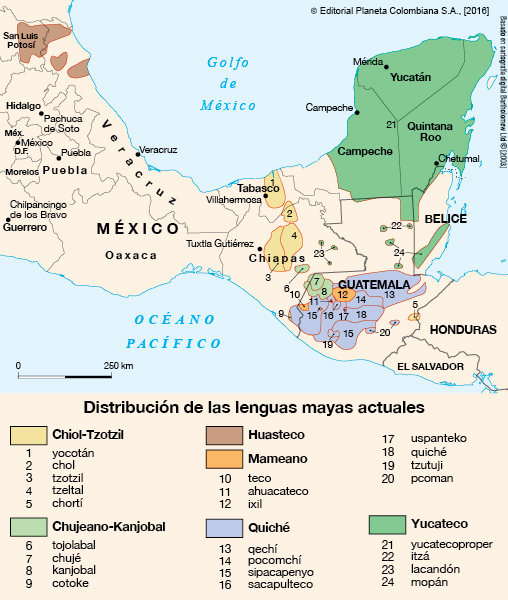 © Editorial Planeta Colombiana S.A., [2016]
Basado en cartografía digital Bartholomew Ltd © [2003]
San Luis
Potosí
Golfo
de
México
Mérida
Yucatán
Campeche
21
Quintana
Roo
Campeche
Chetumal
Hidalgo
Pachuca
de Soto
Méx.
México
D.F.
Puebla
Morelos
Puebla
Veracruz
Veracruz
Chilpancingo
de los Bravo
Guerrero
MÉXICO
Oaxaca
1
Tabasco
Villahermosa
2
4
Tuxtla Gutiérrez
Chiapas
3
23
22
24
BELICE
6
7
10
8
GUATEMALA
12
14
13
11
9
15
16
17
18
19
15
20
5
HONDURAS
EL SALVADOR
OCÉANO
PACÍFICO
0
250 km
Distribución de las lenguas mayas actuales
Chiol-Tzotzil
1 yocotán
2 chol
3 tzotzil
4 tzeltal
5 chortí
Chujeano-Kanjobal
6 tojolabal
7 chujé
8 kanjobal
9 cotoke
Huasteco
Mameano
10 teco
11 ahuacateco
12 ixil
Quiché
13 qechí
14 pocomchí
15 sipacapenyo
16 sacapulteco
17 uspanteko
18 quiché
19 tzutuji
20 pcoman
Yucateco
21 yucatecoproper
22 itzá
23 lacandón
24 mopán